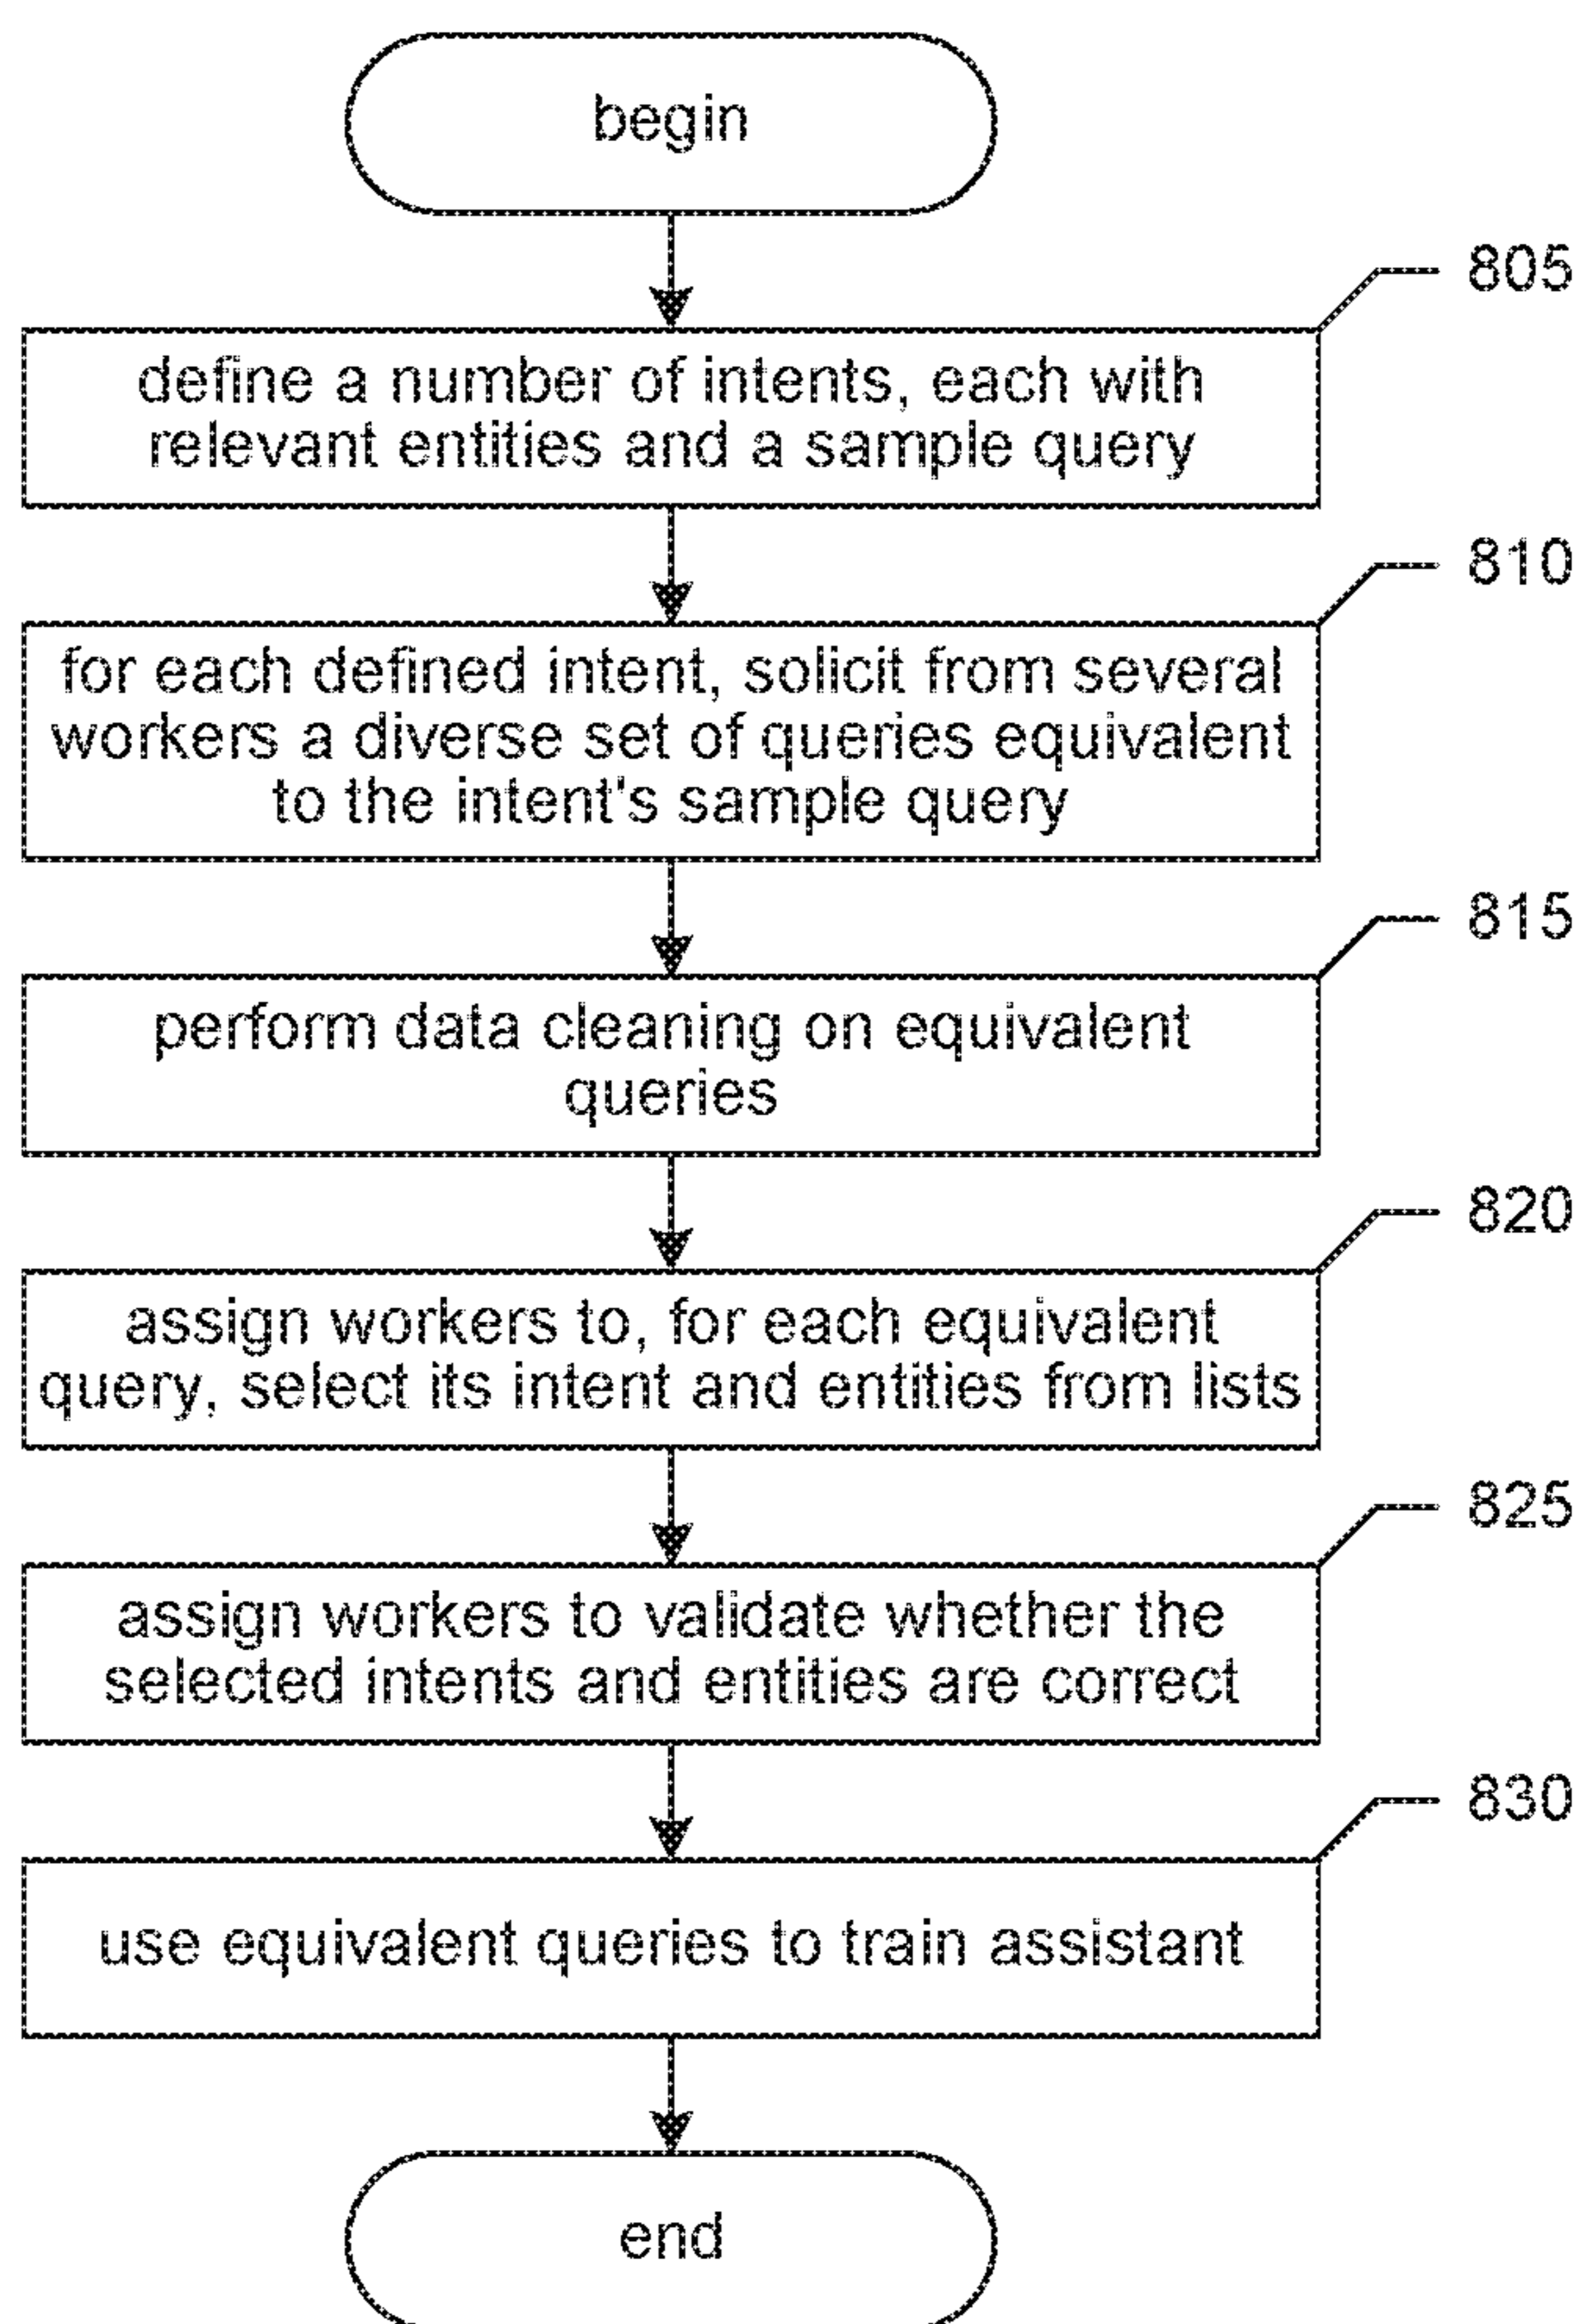 begin
805
define a number of intents, each with
relevant entities and a sample query
810
for each defined intent, solicit from several
workers a diverse set of queries equivalent
to the intent's sample query
815
perform data cleaning on equivalent
queries
820
assign workers to, for each equivalent
query, select its intent and entities from lists
825
assign workers to validate whether the
selected intents and entities are correct
830
use equivalent queries to train assistant
end